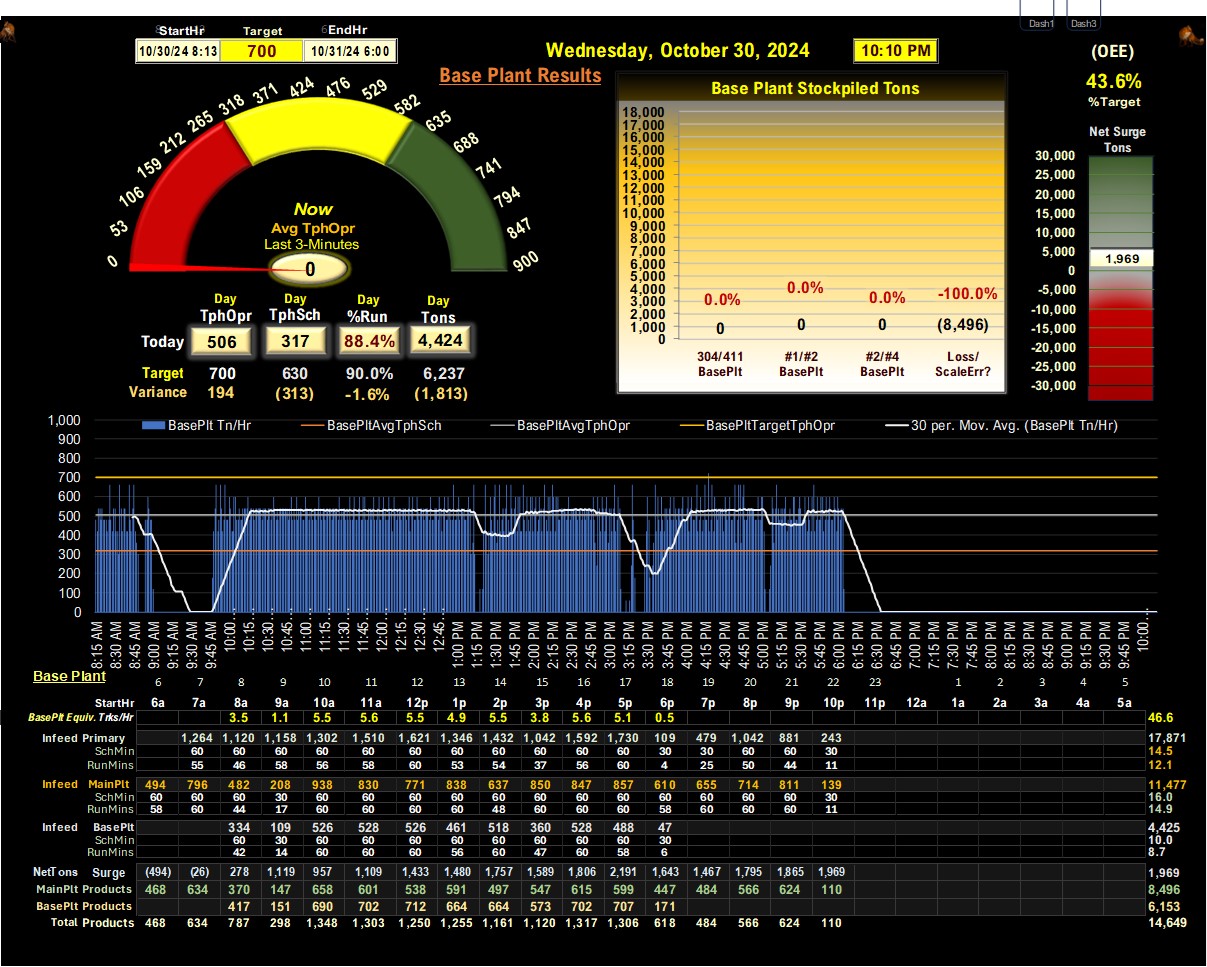 Dash1 Dash3
StartHr Target EndHr
10/30/24 8:13 700 10/31/24 6:00
Wednesday, October 30, 2024 10:10 PM
(OEE)
43.6%
%Target
Base Plant Results
0 53 106 159 212 265 318 371 424 476 529 582 635 688 741 794 847 900
Now
Avg TphOpr
Last 3-Minutes
0
Day Day Day Day
TphOpr TphSch %Run Tons
Today 506 317 88.4% 4,424
Target 700 630 90.0% 6,237
Variance 194 (313) -1.6% (1,813)
Base Plant Stockpiled Tons
18,000
17,000
16,000
15,000
14,000
13,000
12,000
11,000
10,000
9,000
8,000
7,000
6,000
5,000
4,000
3,000
2,000
1,000
0
0.0% 0.0% 0.0% -100.0%
0 0 0 (8,496)
304/411 #1/#2 #2/#4 Loss/
BasePlt BasePlt BasePlt ScaleErr?
Net Surge
Tons
30,000
25,000
20,000
15,000
10,000
5,000
1,969
0
-5,000
-10,000
-15,000
-20,000
-25,000
-30,000
BasePlt Tn/Hr BasePltAvgTphSch BasePltAvgTphOpr BasePltTargetTphOpr 30 per. Mov. Avg. (BasePlt Tn/Hr)
1,000
900
800
700
600
500
400
300
200
100
0
8:15 AM 8:30 AM 8:45 AM 9:00 AM 9:15 AM 9:30 AM 9:45 AM 10:00... 10:15... 10:30... 10:45... 11:00... 11:15... 11:30... 11:45... 12:00... 12:15... 12:30... 12:45... 1:00 PM 1:15 PM 1:30 PM 1:45 PM 2:00 PM 2:15 PM 2:30 PM 2:45 PM 3:00 PM 3:15 PM 3:30 PM 3:45 PM 4:00 PM 4:15 PM 4:30 PM 4:45 PM 5:00 PM 5:15 PM 5:30 PM 5:45 PM 6:00 PM 6:15 PM 6:30 PM 6:45 PM 7:00 PM 7:15 PM 7:30 PM 7:45 PM 8:00 PM 8:15 PM 8:30 PM 8:45 PM 9:00 PM 9:15 PM 9:30 PM 9:45 PM 10:00...
Base Plant
6 7 8 9 10 11 12 13 14 15 16 17 18 19 20 21 22 23 1 2 3 4 5
StartHr 6a 7a 8a 9a 10a 11a 12p 1p 2p 3p 4p 5p 6p 7p 8p 9p 10p 11p 12a 1a 2a 3a 4a 5a
BasePlt Equiv. Trks/Hr 3.5 1.1 5.5 5.6 5.5 4.9 5.5 3.8 5.6 5.1 0.5 46.6
Infeed Primary 1,264 1,120 1,158 1,302 1,510 1,621 1,346 1,432 1,042 1,592 1,730 109 479 1,042 881 243 17,871
SchMin 60 60 60 60 60 60 60 60 60 60 60 30 30 60 60 30 14.5
RunMins 55 46 58 56 58 60 53 54 37 56 60 4 25 50 44 11 12.1
Infeed MainPlt 494 796 482 208 938 830 771 838 637 850 847 857 610 655 714 811 139 11,477
SchMin 60 60 60 30 60 60 60 60 60 60 60 60 60 60 60 60 30 16.0
RunMins 58 60 44 17 60 60 60 60 48 60 60 60 58 60 60 60 11 14.9
Infeed BasePlt 334 109 526 528 526 461 518 360 528 488 47 4,425
SchMin 60 30 60 60 60 60 60 60 60 60 30 10.0
RunMins 42 14 60 60 60 56 60 47 60 58 6 8.7
NetTons Surge (494) (26) 278 1,119 957 1,109 1,433 1,480 1,757 1,589 1,806 2,191 1,643 1,467 1,795 1,865 1,969 1,969
MainPlt Products 468 634 370 147 658 601 538 591 497 547 615 599 447 484 566 624 110 8,496
BasePlt Products 417 151 690 702 712 664 664 573 702 707 171 6,153
Total Products 468 634 787 298 1,348 1,303 1,250 1,255 1,161 1,120 1,317 1,306 618 484 566 624 110 14,649